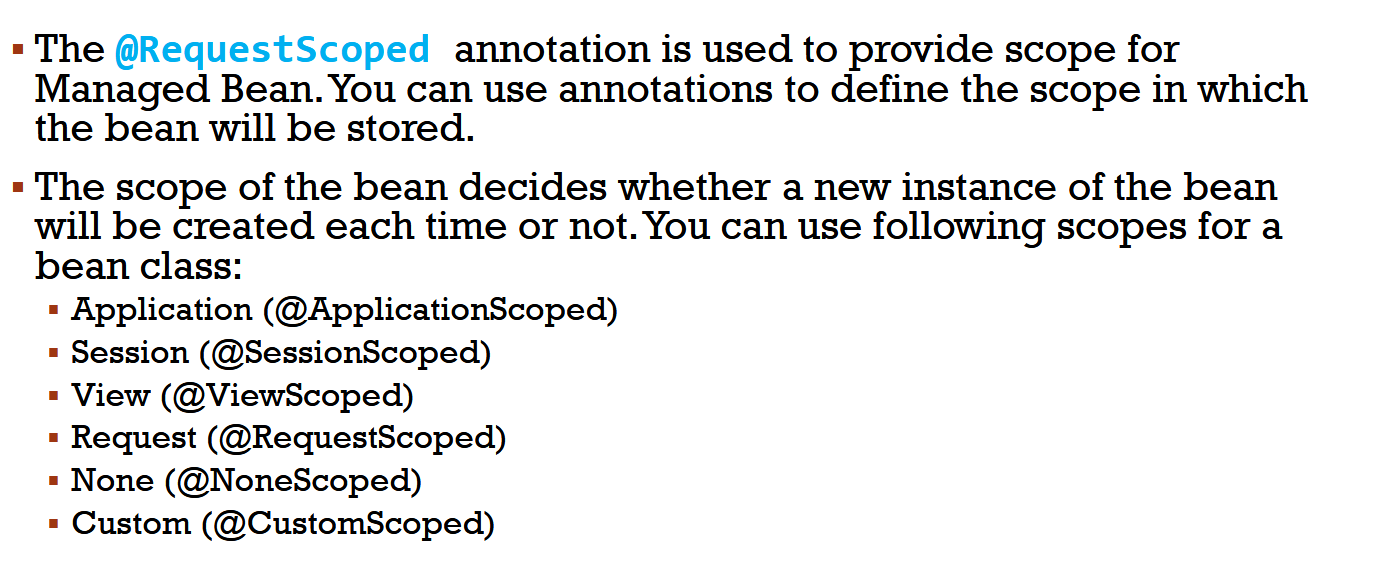 ▪ The @RequestScoped annotation is used to provide scope for
Managed Bean. You can use annotations to define the scope in which
the bean will be stored.
▪ The scope of the bean decides whether a new instance of the bean
will be created each time or not. You can use following scopes for a
bean class:
▪ Application (@ApplicationScoped)
▪ Session (@SessionScoped)
▪ View (@ViewScoped)
▪ Request (@RequestScoped)
▪ None (@NoneScoped)
▪ Custom (@CustomScoped)